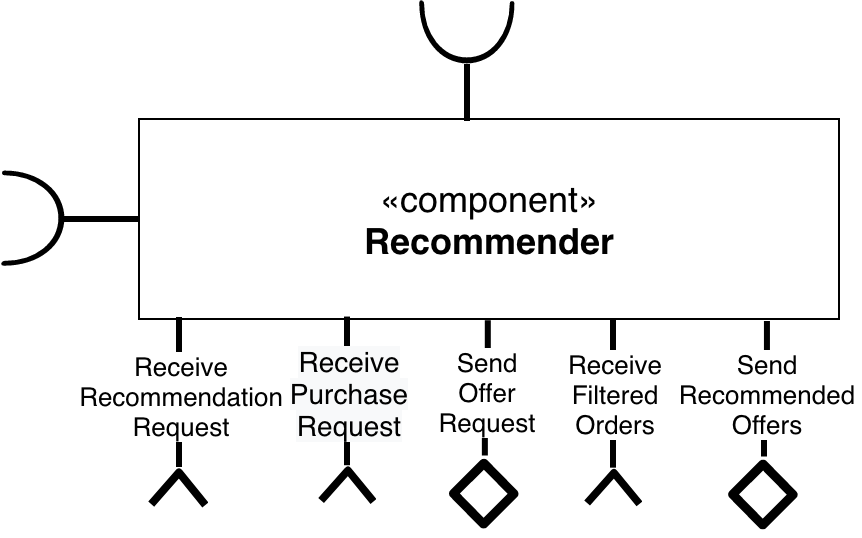 «component»
Recommender
Receive
Recommendation
Request
Receive
Purchase
Request
Send
Offer
Request
Receive
Filtered
Orders
Send
Recommended
Offers